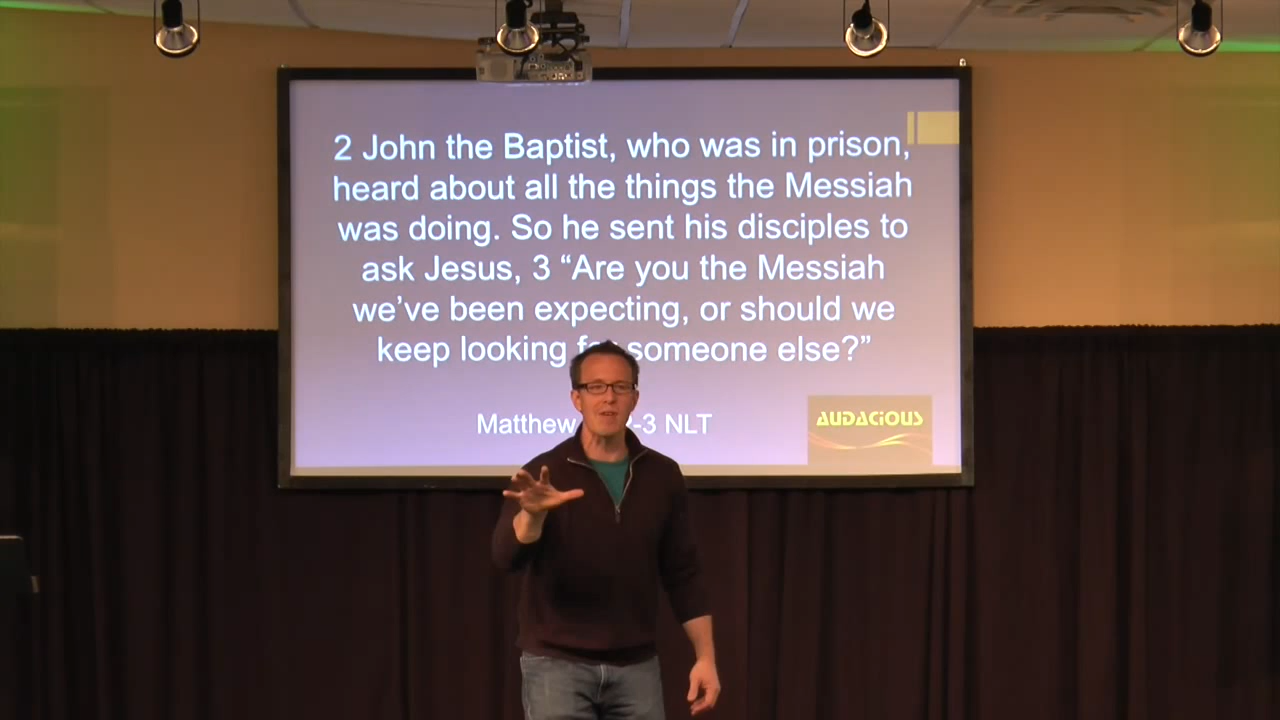 2 John the Baptist, who was in prison,
heard about all the things the Messiah
was doing. So he sent his disciples to
ask Jesus, 3 “Are you the Messiah
we’ve been expecting, or should we
keep looking someone else?”
Matthew -3 NLT
AUDACiOUS